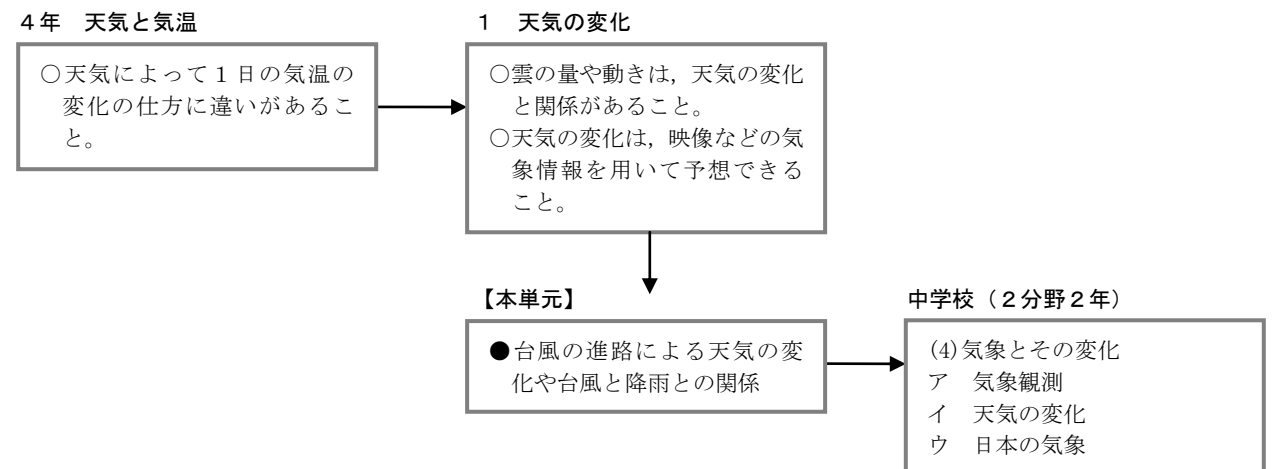 ４年　天気と気温
○天気によって１日の気温の
変化の仕方に違いがあるこ
と。
１　天気の変化
○雲の量や動きは，天気の変化
と関係があること。
○天気の変化は，映像などの気
象情報を用いて予想できる
こと。
【本単元】
●台風の進路による天気の変
化や台風と降雨との関係
中学校（２分野２年）
(4)気象とその変化
ア　気象観測
イ　天気の変化
ウ　日本の気象